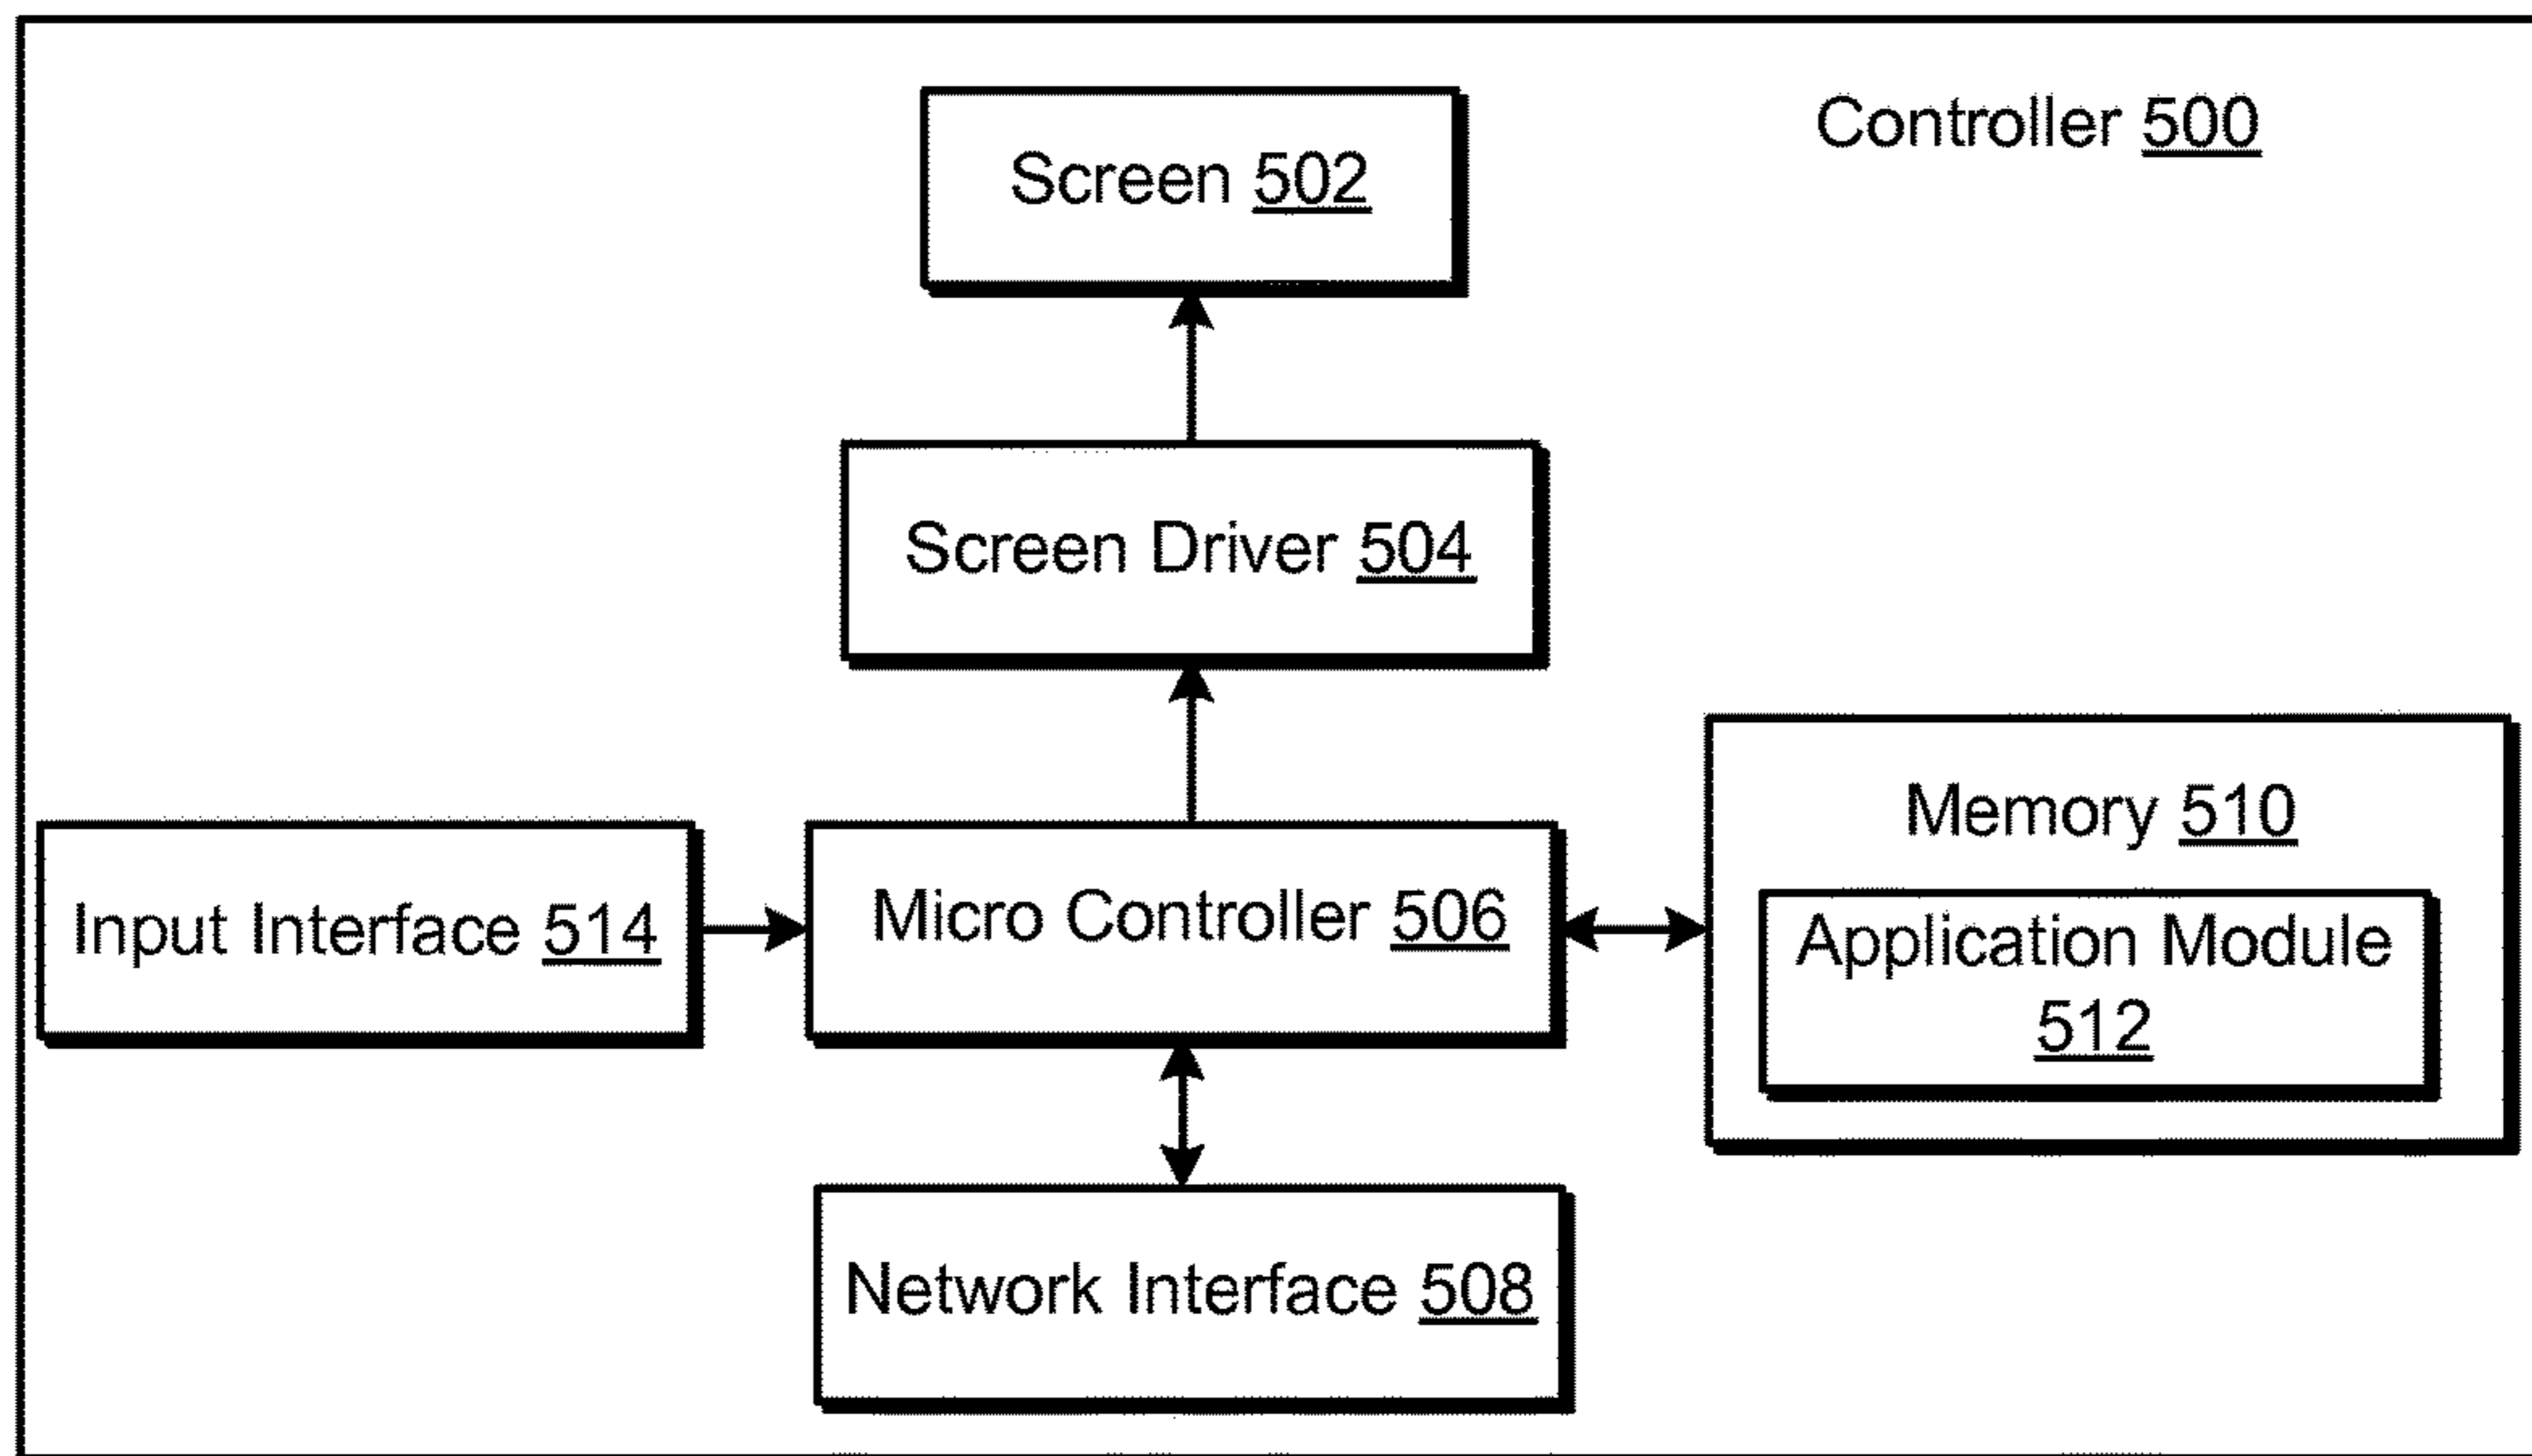 Controller 500
Screen 502
Screen Driver 504
Memory 510
Input Interface 514
Micro Controller 506
Application Module
512
Network Interface 508